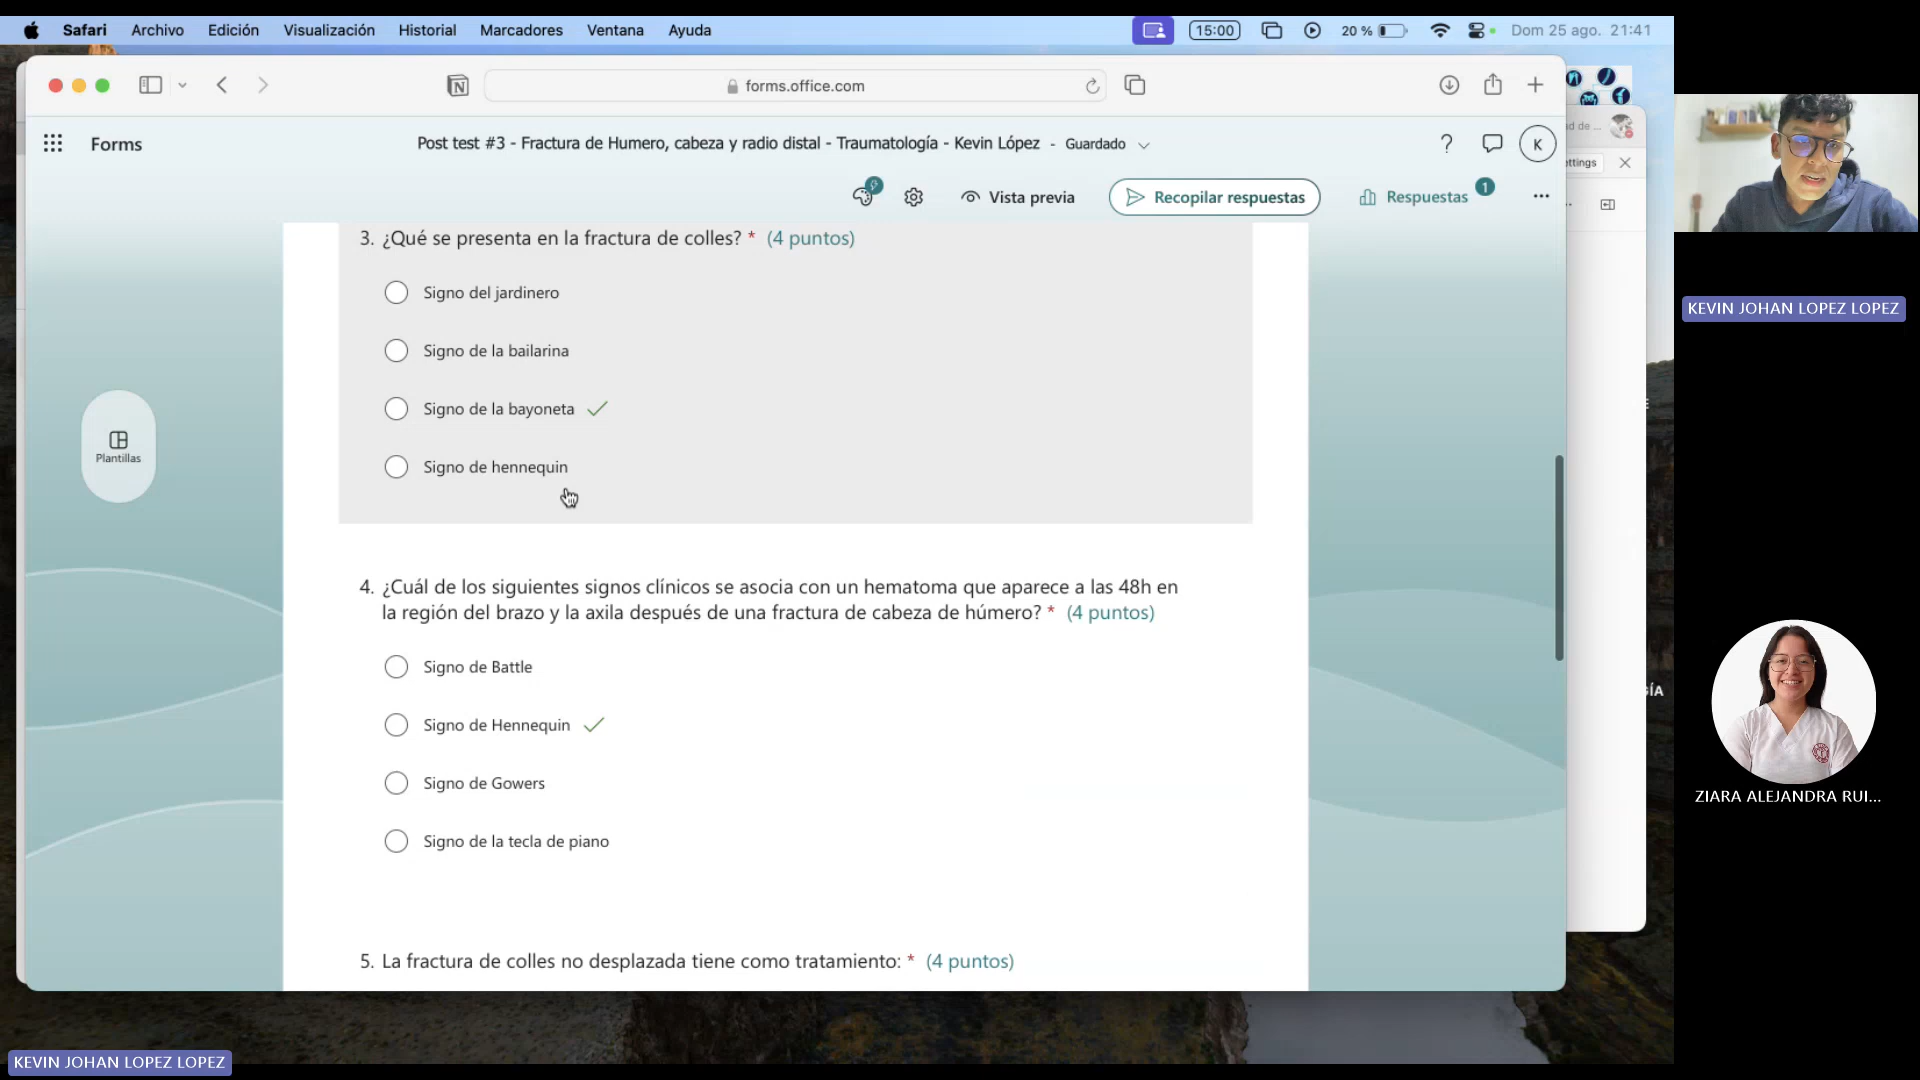 Safari Archivo Edición Visualización Historial Marcadores Ventana Ayuda 15:00 20 % Dom 25 ago. 21:41
forms.office.com
Forms
Post test #3 - Fractura de Humero, cabeza y radio distal - Traumatología - Kevin López - Guardado
? K
Vista previa Recopilar respuestas Respuestas 1
3. ¿Qué se presenta en la fractura de colles? * (4 puntos)
Signo del jardinero
Signo de la bailarina
Signo de la bayoneta
Signo de hennequin
Plantillas
4. ¿Cuál de los siguientes signos clínicos se asocia con un hematoma que aparece a las 48h en
la región del brazo y la axila después de una fractura de cabeza de húmero? * (4 puntos)
Signo de Battle
Signo de Hennequin
Signo de Gowers
Signo de la tecla de piano
5. La fractura de colles no desplazada tiene como tratamiento: * (4 puntos)
KEVIN JOHAN LOPEZ LOPEZ
ZIARA ALEJANDRA RUI...
KEVIN JOHAN LOPEZ LOPEZ